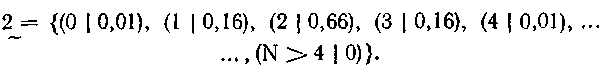 2 = {(0 | 0,01), (1 | 0,16), (2 | 0,66), (3 | 0,16), (4 | 0,01), ...
..., (N > 4 | 0)}.